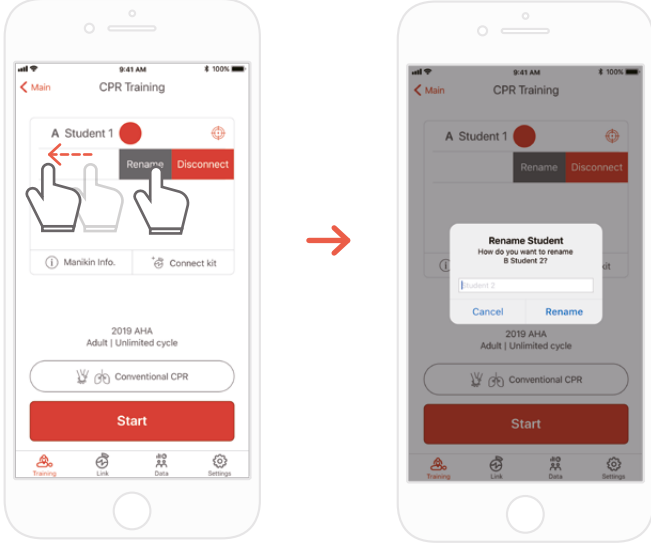 9:41 AM
100%
Main
CPR Training
A Student 1
Rename
Disconnect
Manikin Info.
Connect kit
2019 AHA
Adult | Unlimited cycle
Conventional CPR
Start
Training
Link
Data
Settings
9:41 AM
100%
Main
CPR Training
A Student 1
Rename
Disconnect
Rename Student
How do you want to rename
B Student 2?
Student 2
Cancel
Rename
kit
2019 AHA
Adult | Unlimited cycle
Conventional CPR
Start
Training
Link
Data
Settings